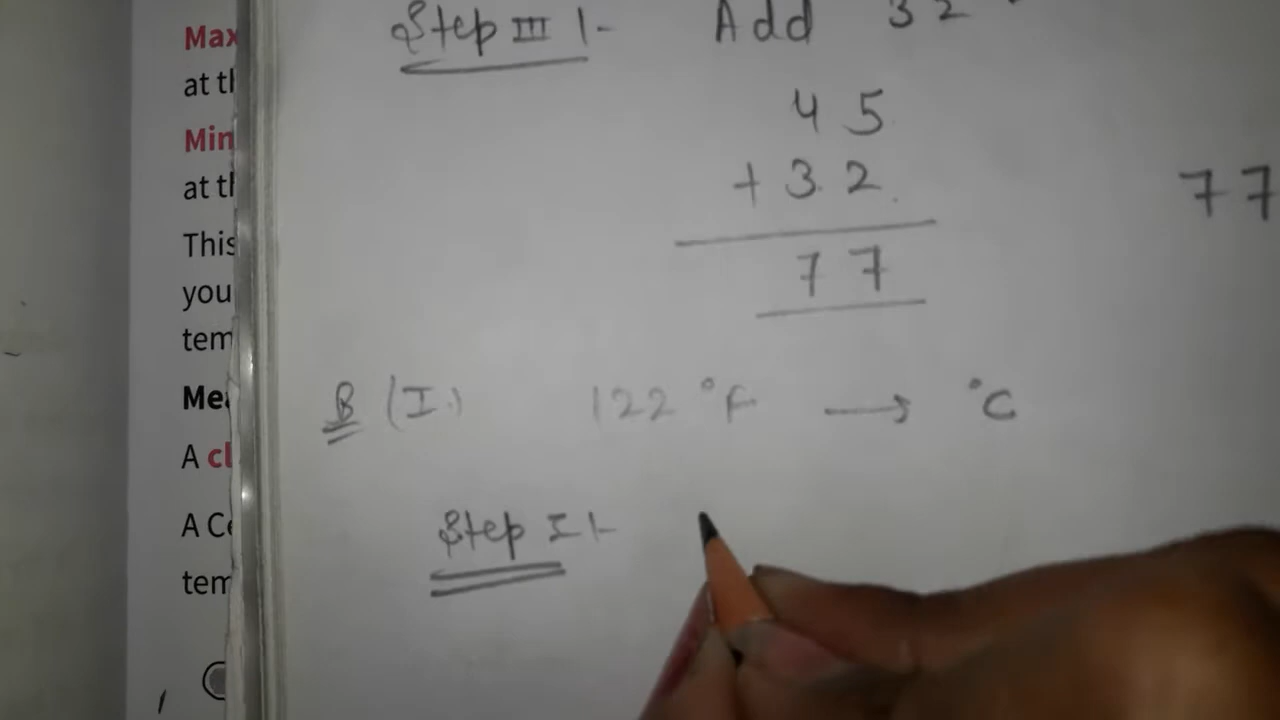 Max
at th
Min
at th
This
you
tem
Mea
A cl
A Ce
tem
Step III :- Add 32
45
+ 32
77
77
B (I.) 122 °F → °C
Step I :-